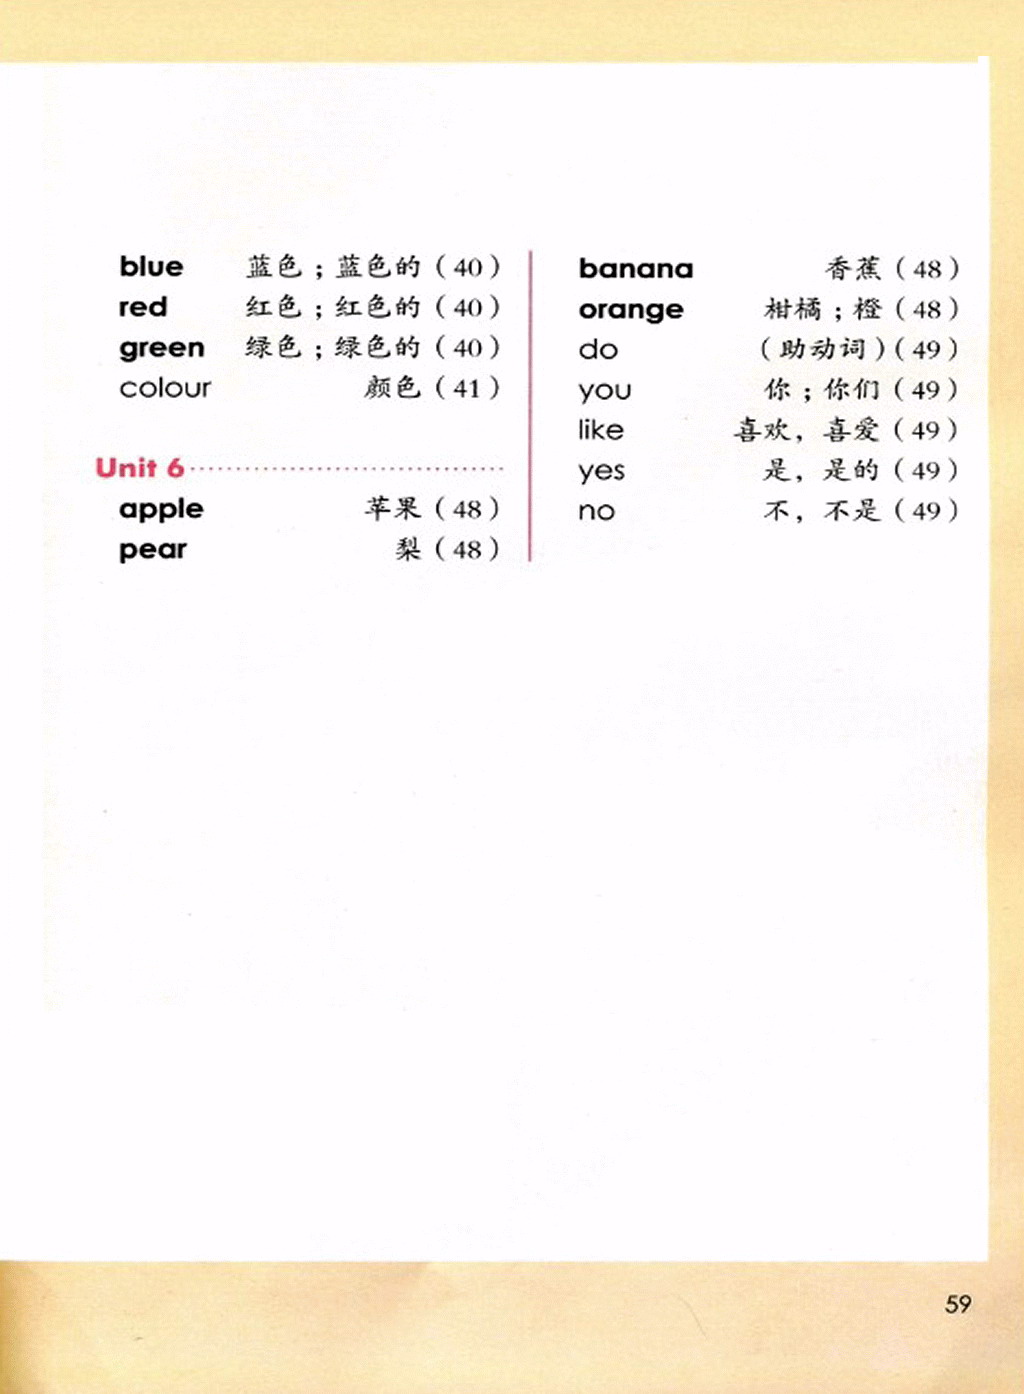 blue 蓝色；蓝色的（40）
red 红色；红色的（40）
green 绿色；绿色的（40）
colour 颜色（41）
Unit 6
apple 苹果（48）
pear 梨（48）
banana 香蕉（48）
orange 柑橘；橙（48）
do （助动词）（49）
you 你；你们（49）
like 喜欢，喜爱（49）
yes 是，是的（49）
no 不，不是（49）
59